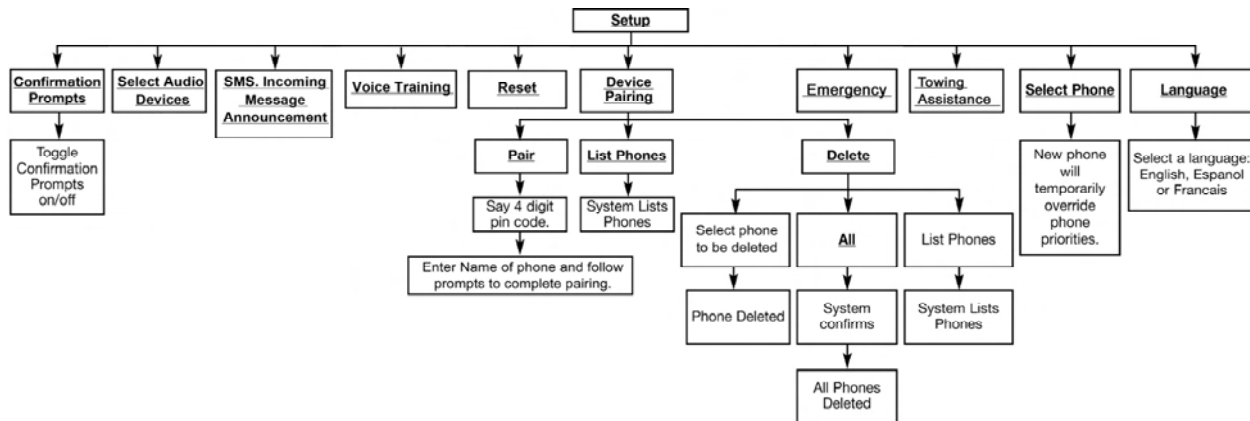 Setup
Confirmation
Prompts
Select Audio
Devices
SMS. Incoming
Message
Announcement
Voice Training
Reset
Device
Pairing
Emergency
Towing
Assistance
Select Phone
Language
Toggle
Confirmation
Prompts
on/off
Pair
List Phones
Delete
New phone
will
temporarily
override
phone
priorities.
Select a language:
English, Espanol
or Francais
Say 4 digit
pin code.
System Lists
Phones
Select phone
to be deleted
All
List Phones
Enter Name of phone and follow
prompts to complete pairing.
Phone Deleted
System
confirms
System Lists
Phones
All Phones
Deleted